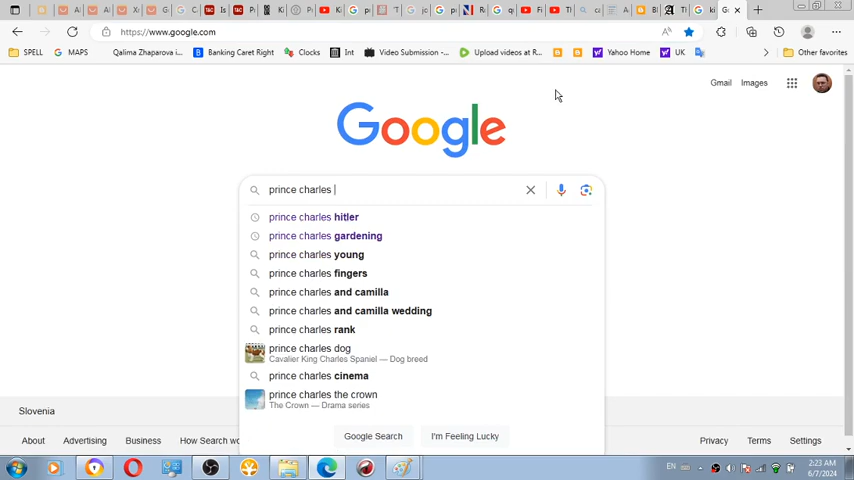 https://www.google.com
SPELL
MAPS
Qalima Zhaparova i...
Banking Caret Right
Clocks
Int
Video Submission -...
Upload videos at R...
Yahoo Home
UK
Other favorites
Gmail
Images
Google
prince charles
prince charles hitler
prince charles gardening
prince charles young
prince charles fingers
prince charles and camilla
prince charles and camilla wedding
prince charles rank
prince charles dog
Cavalier King Charles Spaniel — Dog breed
prince charles cinema
prince charles the crown
The Crown — Drama series
Google Search
I'm Feeling Lucky
Slovenia
About
Advertising
Business
How Search wo
Privacy
Terms
Settings
EN
2:23 AM
6/7/2024